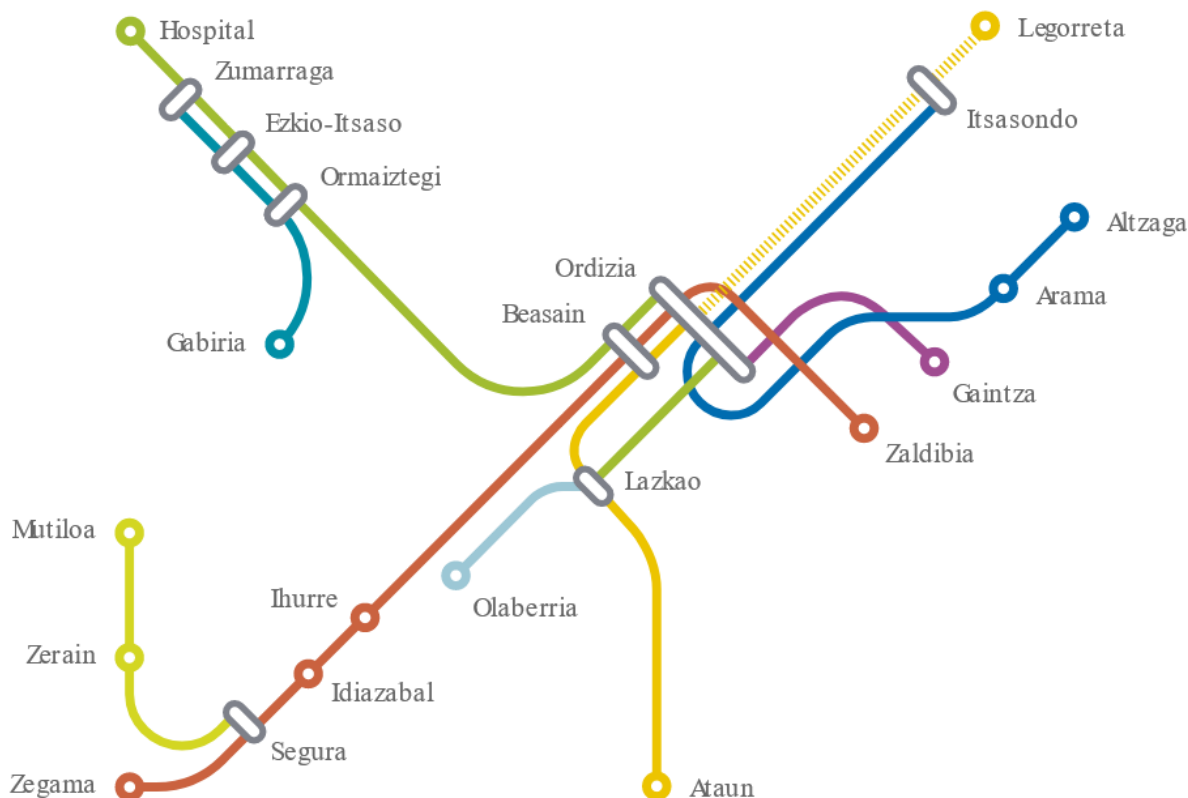 Hospital
Legorreta
Zumarraga
Itsasondo
Ezkio-Itsaso
Ormaiztegi
Altzaga
Ordizia
Arama
Beasain
Gabiria
Gaintza
Zaldibia
Lazkao
Mutiloa
Ihurre
Olaberria
Zerain
Idiazabal
Segura
Zegama
Ataun